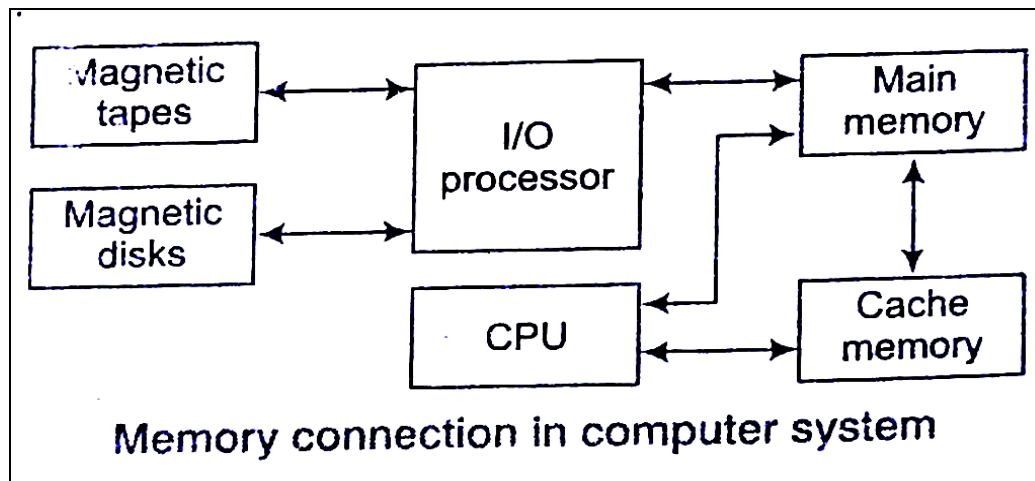 Magnetic
tapes
Magnetic
disks
I/O
processor
CPU
Main
memory
Cache
memory
Memory connection in computer system